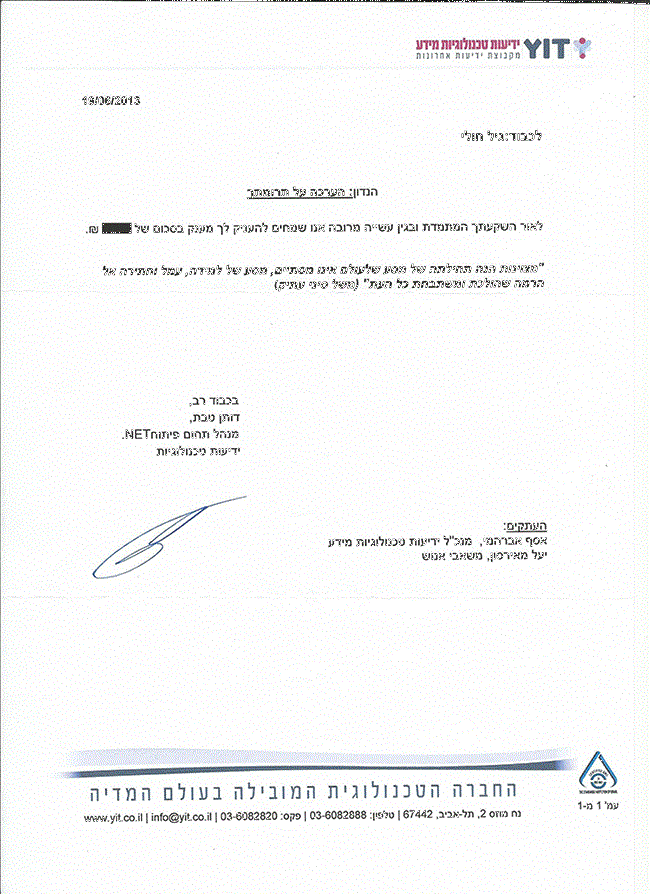 YIT ידיעות טכנולוגיות מידע
מקבוצת ידיעות אחרונות
19/06/2013
לכבוד: גיל חולי
הנדון: הערכה על תרומתך
לאור השקעתך המתמדת ובגין עשייה מרובה אנו שמחים להעניק לך מענק בסכום של ₪.
"מצוינות הנה תחילתה של מסע שלעולם אינו מסתיים, מסע של למידה, עמל וחתירה אל
הרמה שהולכת ומשתבחת כל העת" (משל סיני עתיק)
בכבוד רב,
דותן טבת,
מנהל תחום פיתוח NET.
ידיעות טכנולוגיות
העתקים:
אסף אברהמי, מנכ"ל ידיעות טכנולוגיות מידע
יעל מאירסון, משאבי אנוש
החברה הטכנולוגית המובילה בעולם המדיה
נח מוזס 2, תל-אביב, 67442 | טלפון: 03-6082888 | פקס: 03-6082820 | www.yit.co.il | info@yit.co.il
עמ' 1 מ-1